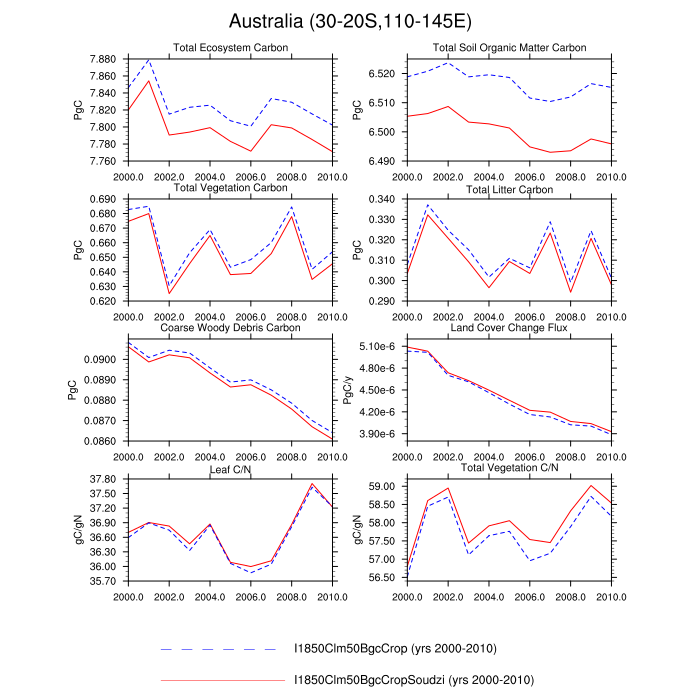 Australia (30-20S,110-145E)
Total Ecosystem Carbon
PgC
7.880
7.860
7.840
7.820
7.800
7.780
7.760
2000.0 2002.0 2004.0 2006.0 2008.0 2010.0
Total Soil Organic Matter Carbon
PgC
6.520
6.510
6.500
6.490
2000.0 2002.0 2004.0 2006.0 2008.0 2010.0
Total Vegetation Carbon
PgC
0.690
0.680
0.670
0.660
0.650
0.640
0.630
0.620
2000.0 2002.0 2004.0 2006.0 2008.0 2010.0
Total Litter Carbon
PgC
0.340
0.330
0.320
0.310
0.300
0.290
2000.0 2002.0 2004.0 2006.0 2008.0 2010.0
Coarse Woody Debris Carbon
PgC
0.0900
0.0890
0.0880
0.0870
0.0860
2000.0 2002.0 2004.0 2006.0 2008.0 2010.0
Land Cover Change Flux
PgC/y
5.10e-6
4.80e-6
4.50e-6
4.20e-6
3.90e-6
2000.0 2002.0 2004.0 2006.0 2008.0 2010.0
Leaf C/N
gC/gN
37.80
37.50
37.20
36.90
36.60
36.30
36.00
35.70
2000.0 2002.0 2004.0 2006.0 2008.0 2010.0
Total Vegetation C/N
gC/gN
59.00
58.50
58.00
57.50
57.00
56.50
2000.0 2002.0 2004.0 2006.0 2008.0 2010.0
I1850Clm50BgcCrop (yrs 2000-2010)
I1850Clm50BgcCropSoudzi (yrs 2000-2010)